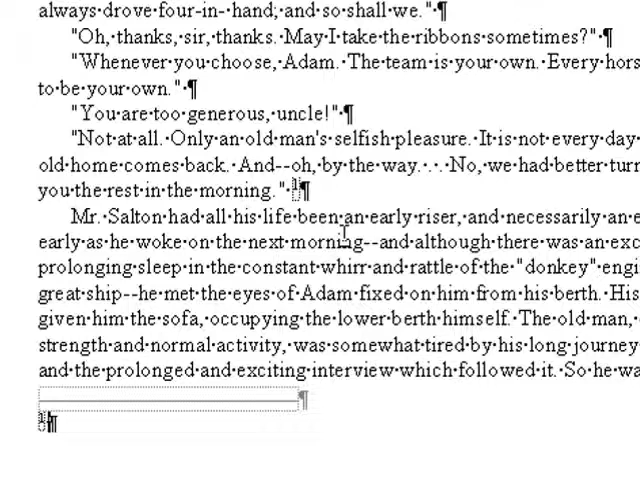 always drove four-in-hand; and so shall we." ¶
"Oh, thanks, sir, thanks. May I take the ribbons sometimes?" ¶
"Whenever you choose, Adam. The team is your own. Every hors
to be your own." ¶
"You are too generous, uncle!" ¶
"Not at all. Only an old man's selfish pleasure. It is not every day
old home comes back. And--oh, by the way. . . No, we had better turn
you the rest in the morning." 1¶
Mr. Salton had all his life been an early riser, and necessarily an e
early as he woke on the next morning--and although there was an exc
prolonging sleep in the constant whirr and rattle of the "donkey" engi
great ship--he met the eyes of Adam fixed on him from his berth. His
given him the sofa, occupying the lower berth himself. The old man,
strength and normal activity, was somewhat tired by his long journey
and the prolonged and exciting interview which followed it. So he wa
¶
1 ¶